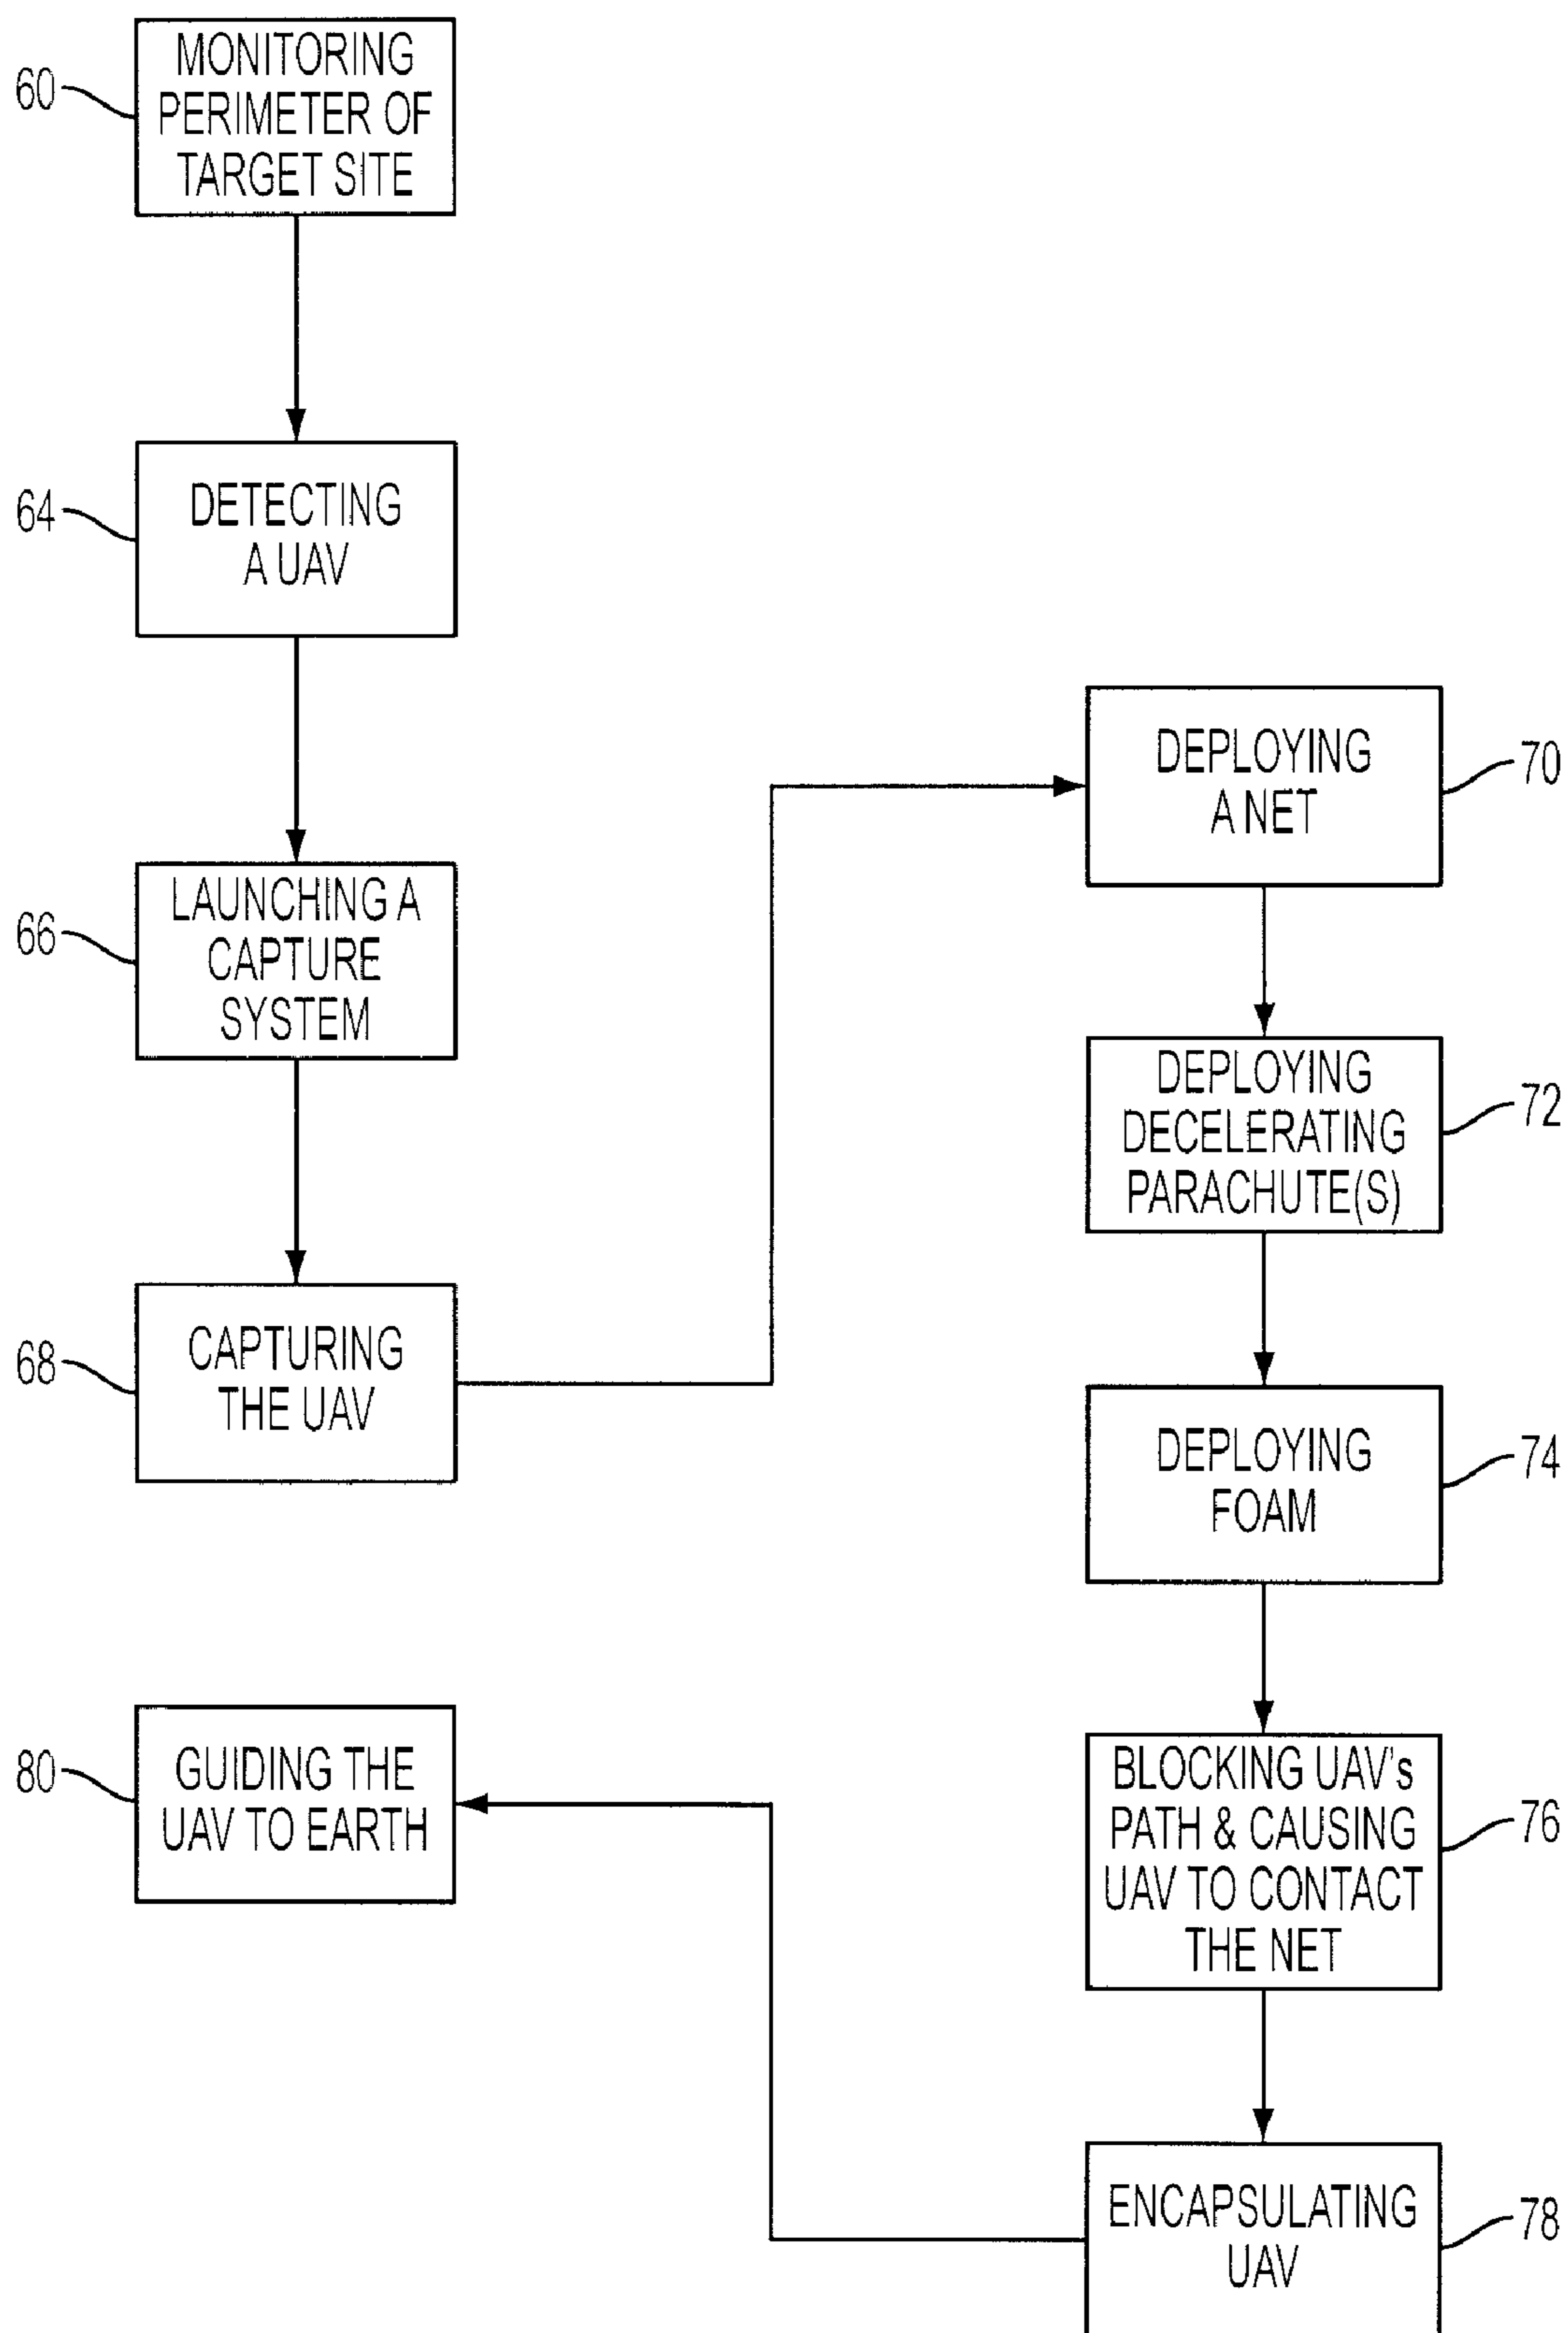 60
MONITORING
PERIMETER OF
TARGET SITE
64
DETECTING
A UAV
66
LAUNCHING A
CAPTURE
SYSTEM
68
CAPTURING
THE UAV
DEPLOYING
A NET
70
DEPLOYING
DECELERATING
PARACHUTE(S)
72
DEPLOYING
FOAM
74
BLOCKING UAV's
PATH & CAUSING
UAV TO CONTACT
THE NET
76
ENCAPSULATING
UAV
78
80
GUIDING THE
UAV TO EARTH